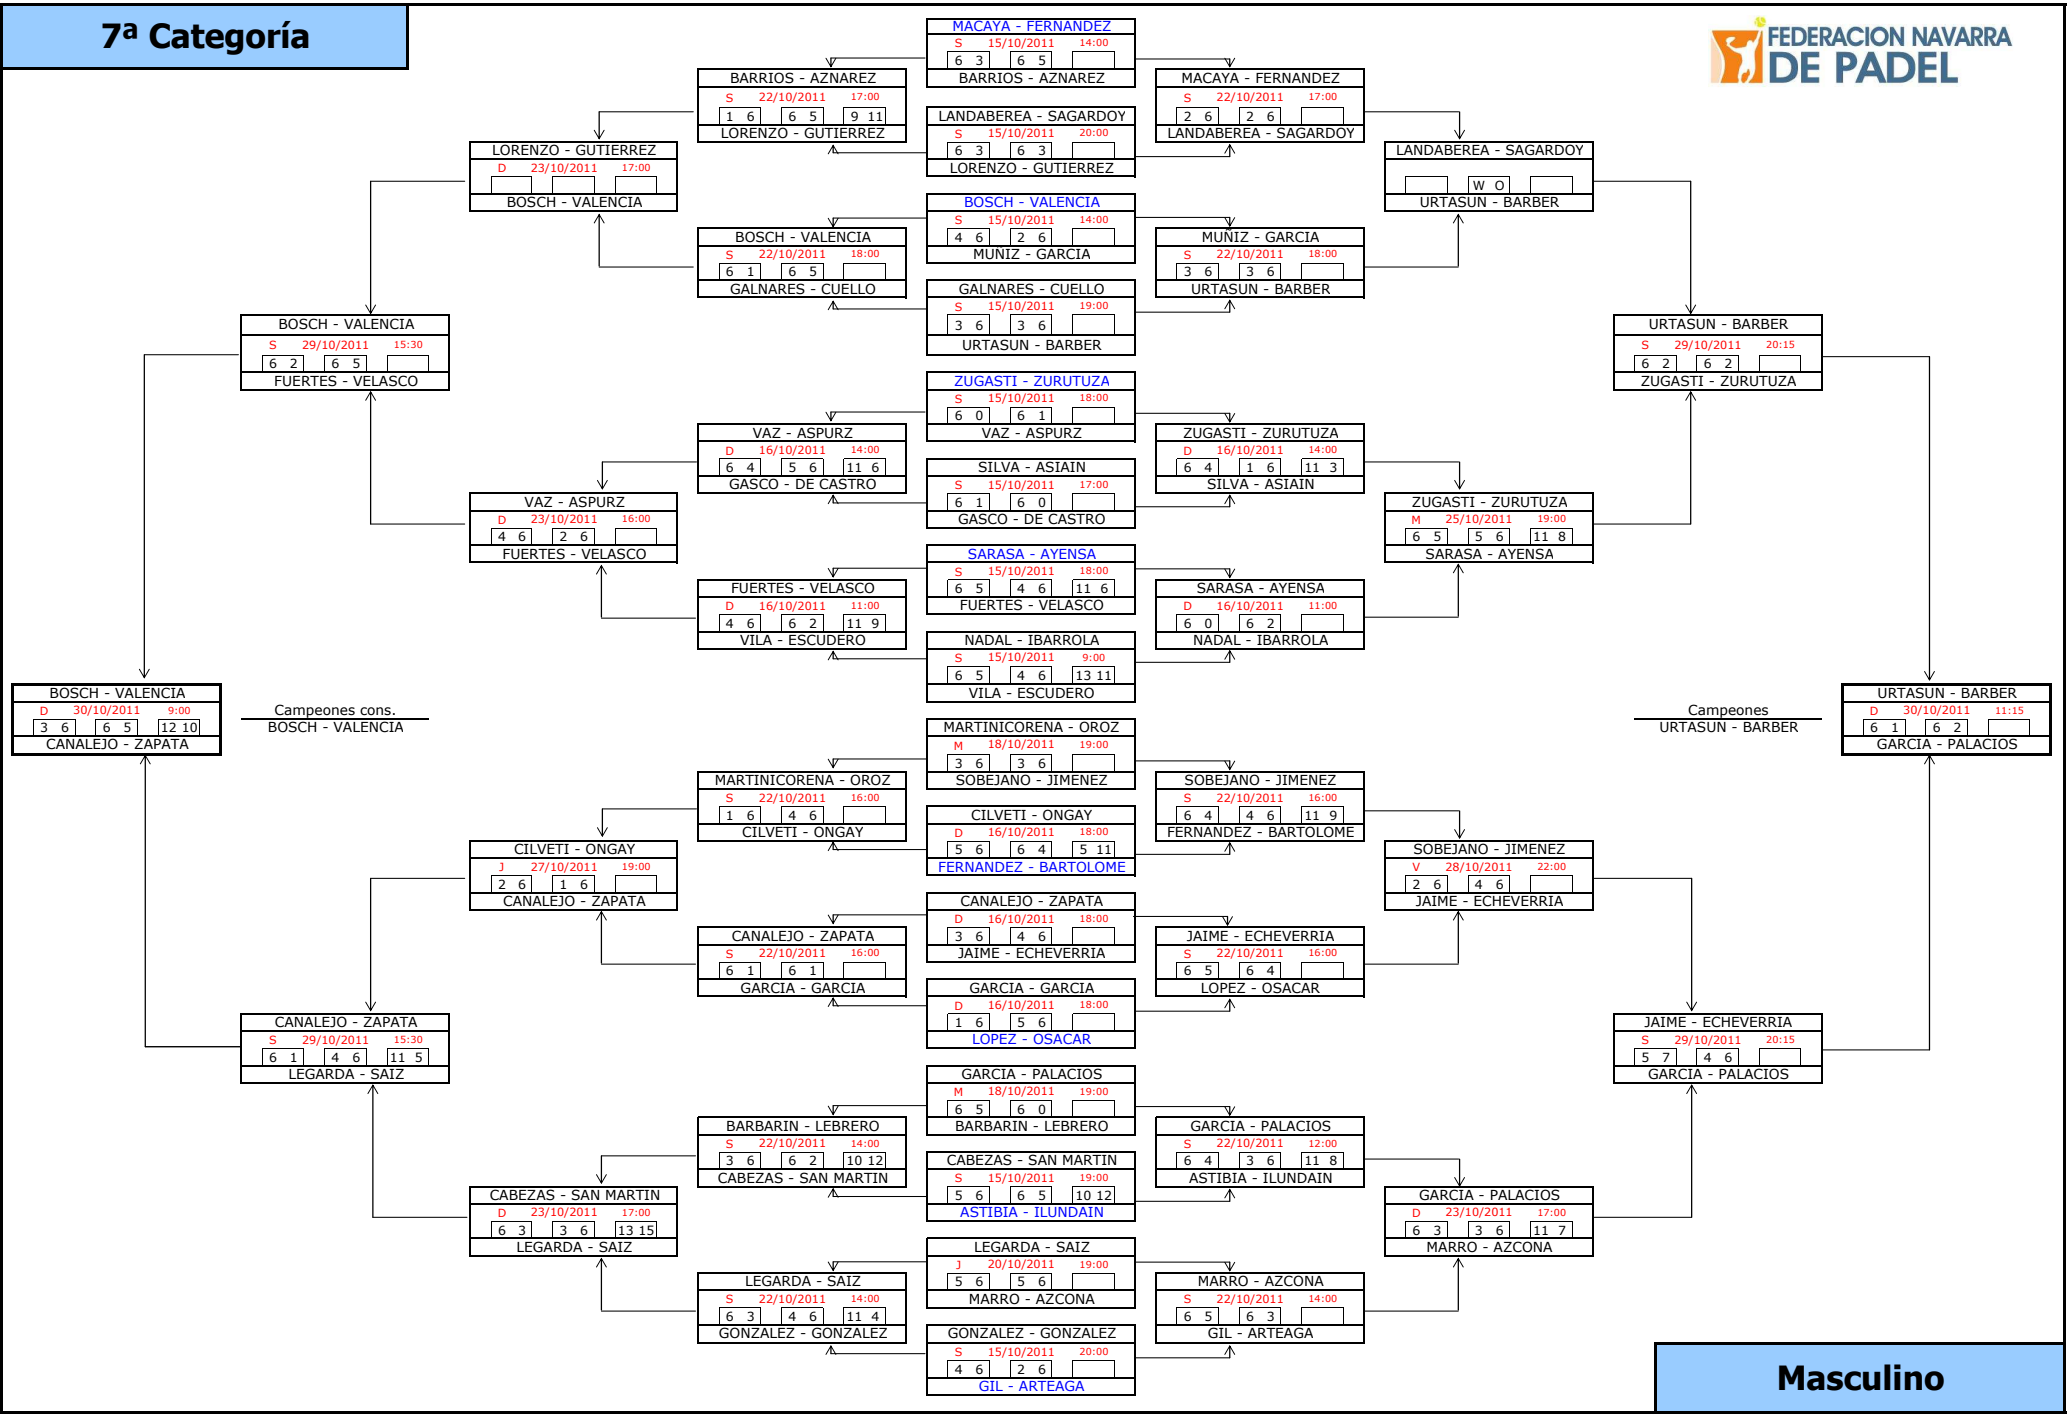 7ª Categoría
FEDERACION NAVARRA
DE PADEL
MACAYA - FERNANDEZ
S 15/10/2011 14:00
6 3 6 5
BARRIOS - AZNAREZ
LANDABEREA - SAGARDOY
S 15/10/2011 20:00
6 3 6 3
LORENZO - GUTIERREZ
BOSCH - VALENCIA
S 15/10/2011 14:00
4 6 2 6
MUÑIZ - GARCIA
GALNARES - CUELLO
S 15/10/2011 19:00
3 6 3 6
URTASUN - BARBER
ZUGASTI - ZURUTUZA
S 15/10/2011 18:00
6 0 6 1
VAZ - ASPURZ
SILVA - ASIAIN
S 15/10/2011 17:00
6 1 6 0
GASCO - DE CASTRO
SARASA - AYENSA
S 15/10/2011 18:00
6 5 4 6 11 6
FUERTES - VELASCO
NADAL - IBARROLA
S 15/10/2011 9:00
6 5 4 6 13 11
VILA - ESCUDERO
MARTINICORENA - OROZ
M 18/10/2011 19:00
3 6 3 6
SOBEJANO - JIMENEZ
CILVETI - ONGAY
D 16/10/2011 18:00
5 6 6 4 5 11
FERNANDEZ - BARTOLOME
CANALEJO - ZAPATA
D 16/10/2011 18:00
3 6 4 6
JAIME - ECHEVERRIA
GARCIA - GARCIA
D 16/10/2011 18:00
1 6 5 6
LOPEZ - OSACAR
GARCIA - PALACIOS
M 18/10/2011 19:00
6 5 6 0
BARBARIN - LEBRERO
CABEZAS - SAN MARTIN
S 15/10/2011 19:00
5 6 6 5 10 12
ASTIBIA - ILUNDAIN
LEGARDA - SAIZ
J 20/10/2011 19:00
5 6 5 6
MARRO - AZCONA
GONZALEZ - GONZALEZ
S 15/10/2011 20:00
4 6 2 6
GIL - ARTEAGA
BARRIOS - AZNAREZ
S 22/10/2011 17:00
1 6 6 5 9 11
LORENZO - GUTIERREZ
BOSCH - VALENCIA
S 22/10/2011 18:00
6 1 6 5
GALNARES - CUELLO
VAZ - ASPURZ
D 16/10/2011 14:00
6 4 5 6 11 6
GASCO - DE CASTRO
FUERTES - VELASCO
D 16/10/2011 11:00
4 6 6 2 11 9
VILA - ESCUDERO
MARTINICORENA - OROZ
S 22/10/2011 16:00
1 6 4 6
CILVETI - ONGAY
CANALEJO - ZAPATA
S 22/10/2011 16:00
6 1 6 1
GARCIA - GARCIA
BARBARIN - LEBRERO
S 22/10/2011 14:00
3 6 6 2 10 12
CABEZAS - SAN MARTIN
LEGARDA - SAIZ
S 22/10/2011 14:00
6 3 4 6 11 4
GONZALEZ - GONZALEZ
LORENZO - GUTIERREZ
D 23/10/2011 17:00
BOSCH - VALENCIA
VAZ - ASPURZ
D 23/10/2011 16:00
4 6 2 6
FUERTES - VELASCO
CILVETI - ONGAY
J 27/10/2011 19:00
2 6 1 6
CANALEJO - ZAPATA
CABEZAS - SAN MARTIN
D 23/10/2011 17:00
6 3 3 6 13 15
LEGARDA - SAIZ
BOSCH - VALENCIA
S 29/10/2011 15:30
6 2 6 5
FUERTES - VELASCO
CANALEJO - ZAPATA
S 29/10/2011 15:30
6 1 4 6 11 5
LEGARDA - SAIZ
BOSCH - VALENCIA
D 30/10/2011 9:00
3 6 6 5 12 10
CANALEJO - ZAPATA
Campeones cons.
BOSCH - VALENCIA
MACAYA - FERNANDEZ
S 22/10/2011 17:00
2 6 2 6
LANDABEREA - SAGARDOY
MUÑIZ - GARCIA
S 22/10/2011 18:00
3 6 3 6
URTASUN - BARBER
ZUGASTI - ZURUTUZA
D 16/10/2011 14:00
6 4 1 6 11 3
SILVA - ASIAIN
SARASA - AYENSA
D 16/10/2011 11:00
6 0 6 2
NADAL - IBARROLA
SOBEJANO - JIMENEZ
S 22/10/2011 16:00
6 4 4 6 11 9
FERNANDEZ - BARTOLOME
JAIME - ECHEVERRIA
S 22/10/2011 16:00
6 5 6 4
LOPEZ - OSACAR
GARCIA - PALACIOS
S 22/10/2011 12:00
6 4 3 6 11 8
ASTIBIA - ILUNDAIN
MARRO - AZCONA
S 22/10/2011 14:00
6 5 6 3
GIL - ARTEAGA
LANDABEREA - SAGARDOY
W O
URTASUN - BARBER
ZUGASTI - ZURUTUZA
M 25/10/2011 19:00
6 5 5 6 11 8
SARASA - AYENSA
SOBEJANO - JIMENEZ
V 28/10/2011 22:00
2 6 4 6
JAIME - ECHEVERRIA
GARCIA - PALACIOS
D 23/10/2011 17:00
6 3 3 6 11 7
MARRO - AZCONA
URTASUN - BARBER
S 29/10/2011 20:15
6 2 6 2
ZUGASTI - ZURUTUZA
JAIME - ECHEVERRIA
S 29/10/2011 20:15
5 7 4 6
GARCIA - PALACIOS
Campeones
URTASUN - BARBER
URTASUN - BARBER
D 30/10/2011 11:15
6 1 6 2
GARCIA - PALACIOS
Masculino